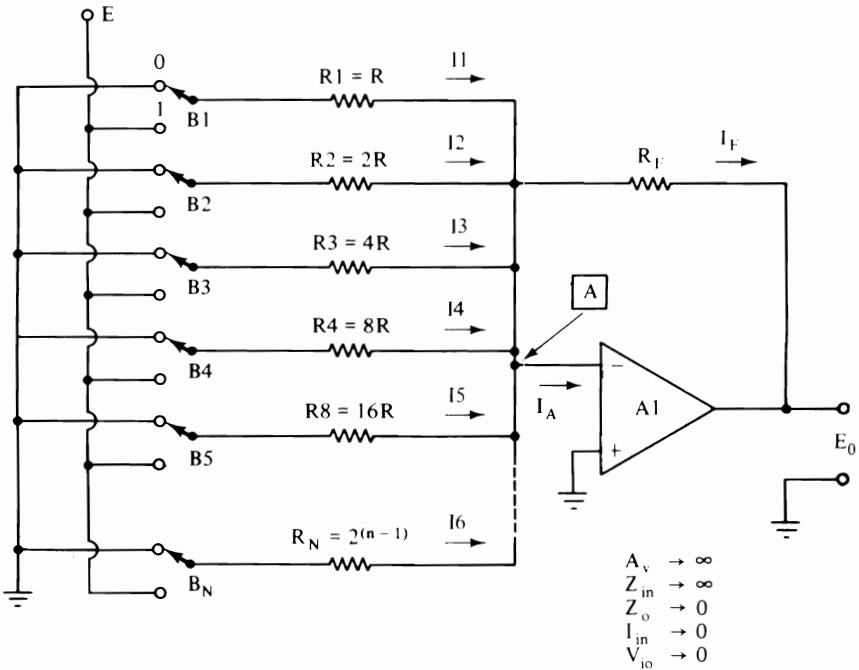 E
0
1
B1
R1 = R
I1
B2
R2 = 2R
I2
R_F
I_F
B3
R3 = 4R
I3
A
B4
R4 = 8R
I4
I_A
−
+
A1
B5
R8 = 16R
I5
E_0
B_N
R_N = 2^(n − 1)
I6
A_v → ∞
Z_in → ∞
Z_o → 0
I_in → 0
V_io → 0